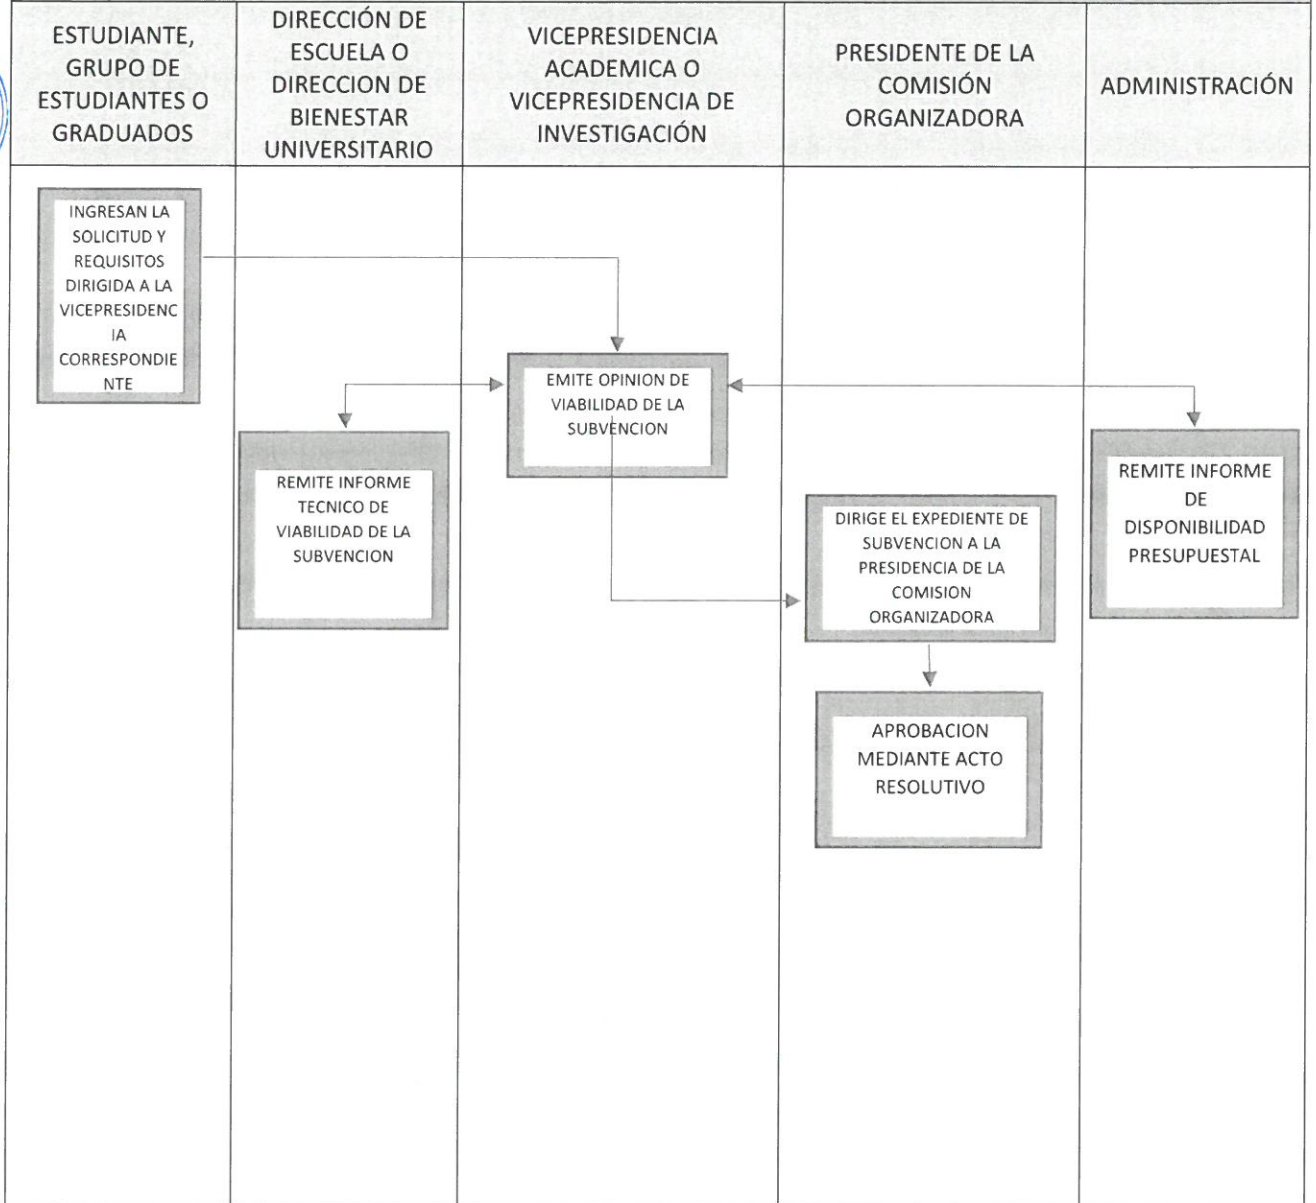 ESTUDIANTE,
GRUPO DE
ESTUDIANTES O
GRADUADOS
DIRECCIÓN DE
ESCUELA O
DIRECCION DE
BIENESTAR
UNIVERSITARIO
VICEPRESIDENCIA
ACADEMICA O
VICEPRESIDENCIA DE
INVESTIGACIÓN
PRESIDENTE DE LA
COMISIÓN
ORGANIZADORA
ADMINISTRACIÓN
INGRESAN LA
SOLICITUD Y
REQUISITOS
DIRIGIDA A LA
VICEPRESIDENC
IA
CORRESPONDIE
NTE
EMITE OPINION DE
VIABILIDAD DE LA
SUBVENCION
REMITE INFORME
TECNICO DE
VIABILIDAD DE LA
SUBVENCION
DIRIGE EL EXPEDIENTE DE
SUBVENCION A LA
PRESIDENCIA DE LA
COMISION
ORGANIZADORA
REMITE INFORME
DE
DISPONIBILIDAD
PRESUPUESTAL
APROBACION
MEDIANTE ACTO
RESOLUTIVO